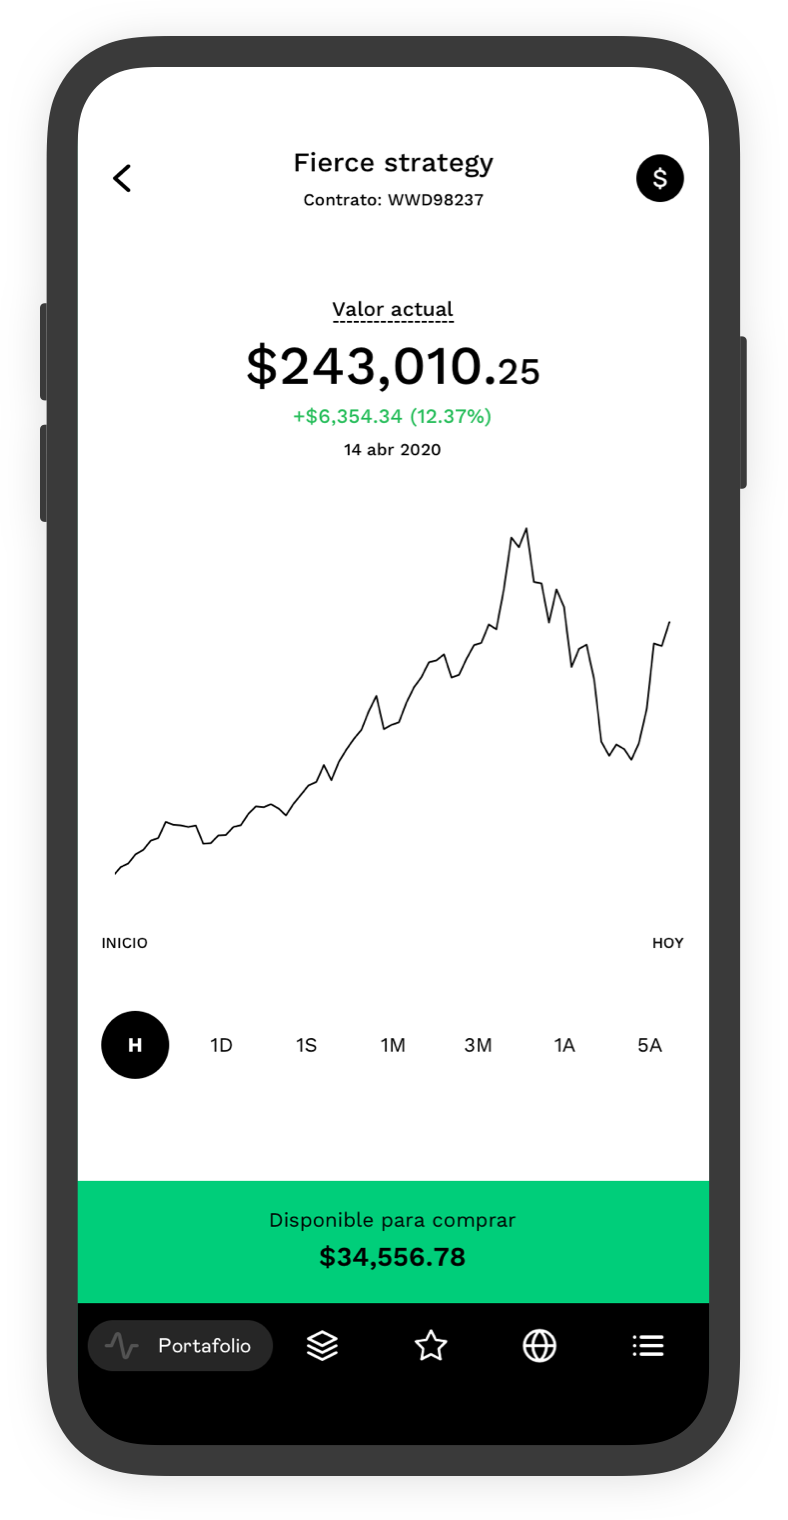 Fierce strategy
$
Contrato: WWD98237
Valor actual
$243,010.25
+$6,354.34 (12.37%)
14 abr 2020
INICIO HOY
H 1D 1S 1M 3M 1A 5A
Disponible para comprar
$34,556.78
Portafolio